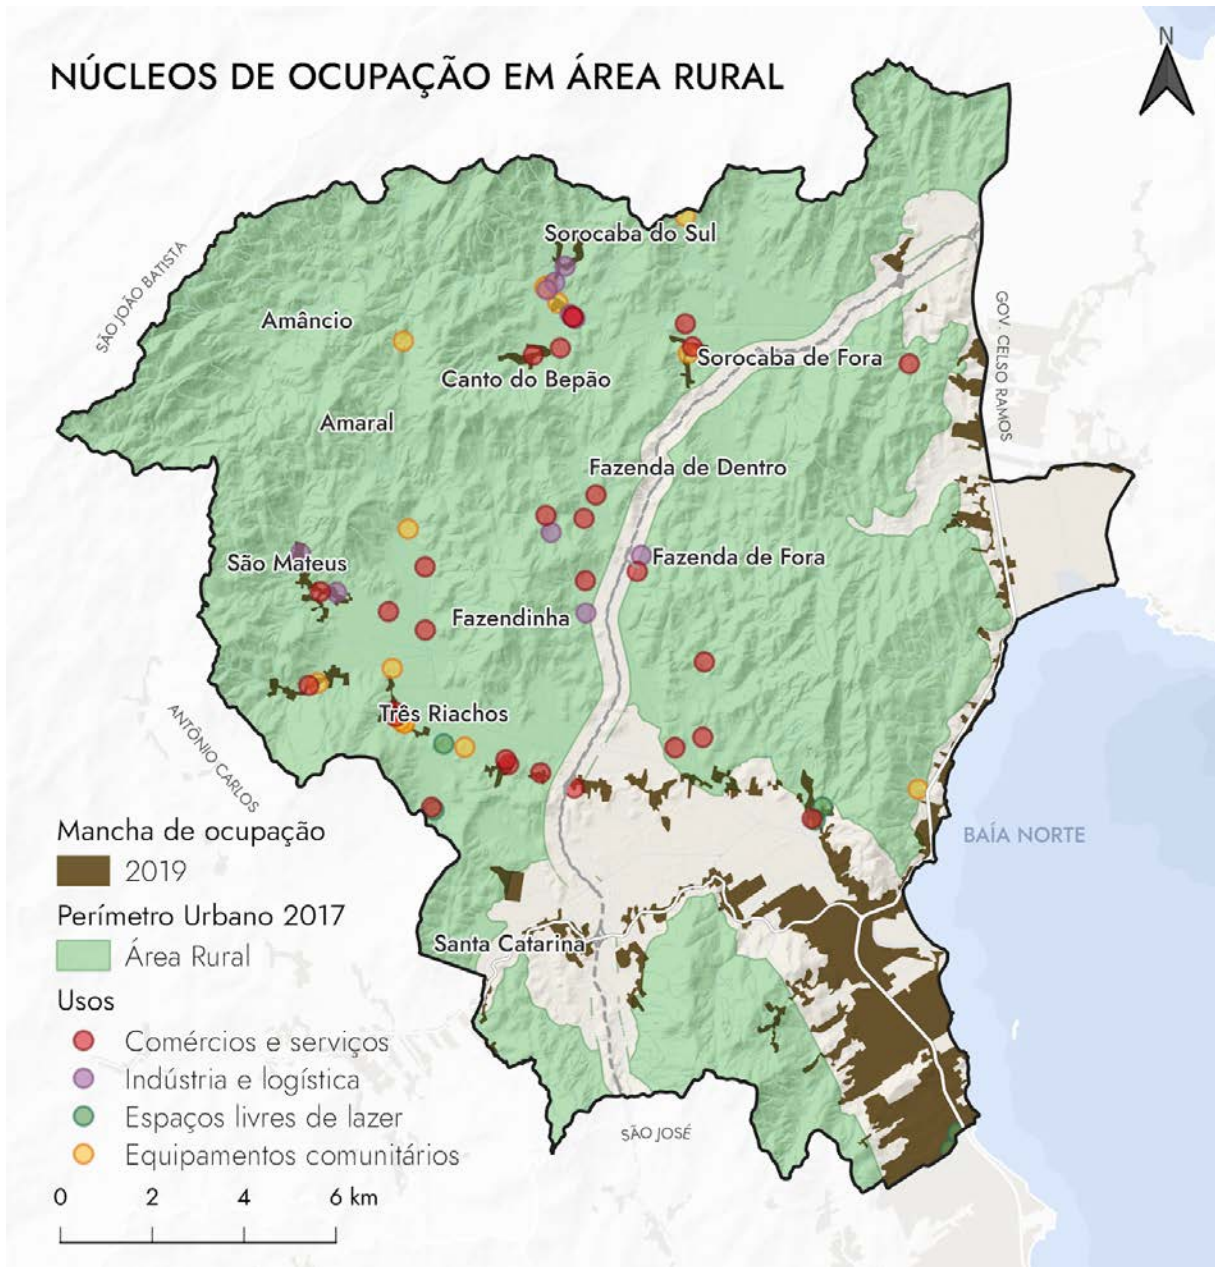 N
NÚCLEOS DE OCUPAÇÃO EM ÁREA RURAL
SÃO JOÃO BATISTA
Sorocaba do Sul
Amâncio
GOV. CELSO RAMOS
Sorocaba de Fora
Canto do Bepão
Amaral
Fazenda de Dentro
São Mateus
Fazenda de Fora
Fazendinha
ANTÔNIO CARLOS
Três Riachos
BAÍA NORTE
Santa Catarina
SÃO JOSÉ
Mancha de ocupação
2019
Perímetro Urbano 2017
Área Rural
Usos
Comércios e serviços
Indústria e logística
Espaços livres de lazer
Equipamentos comunitários
0 2 4 6 km